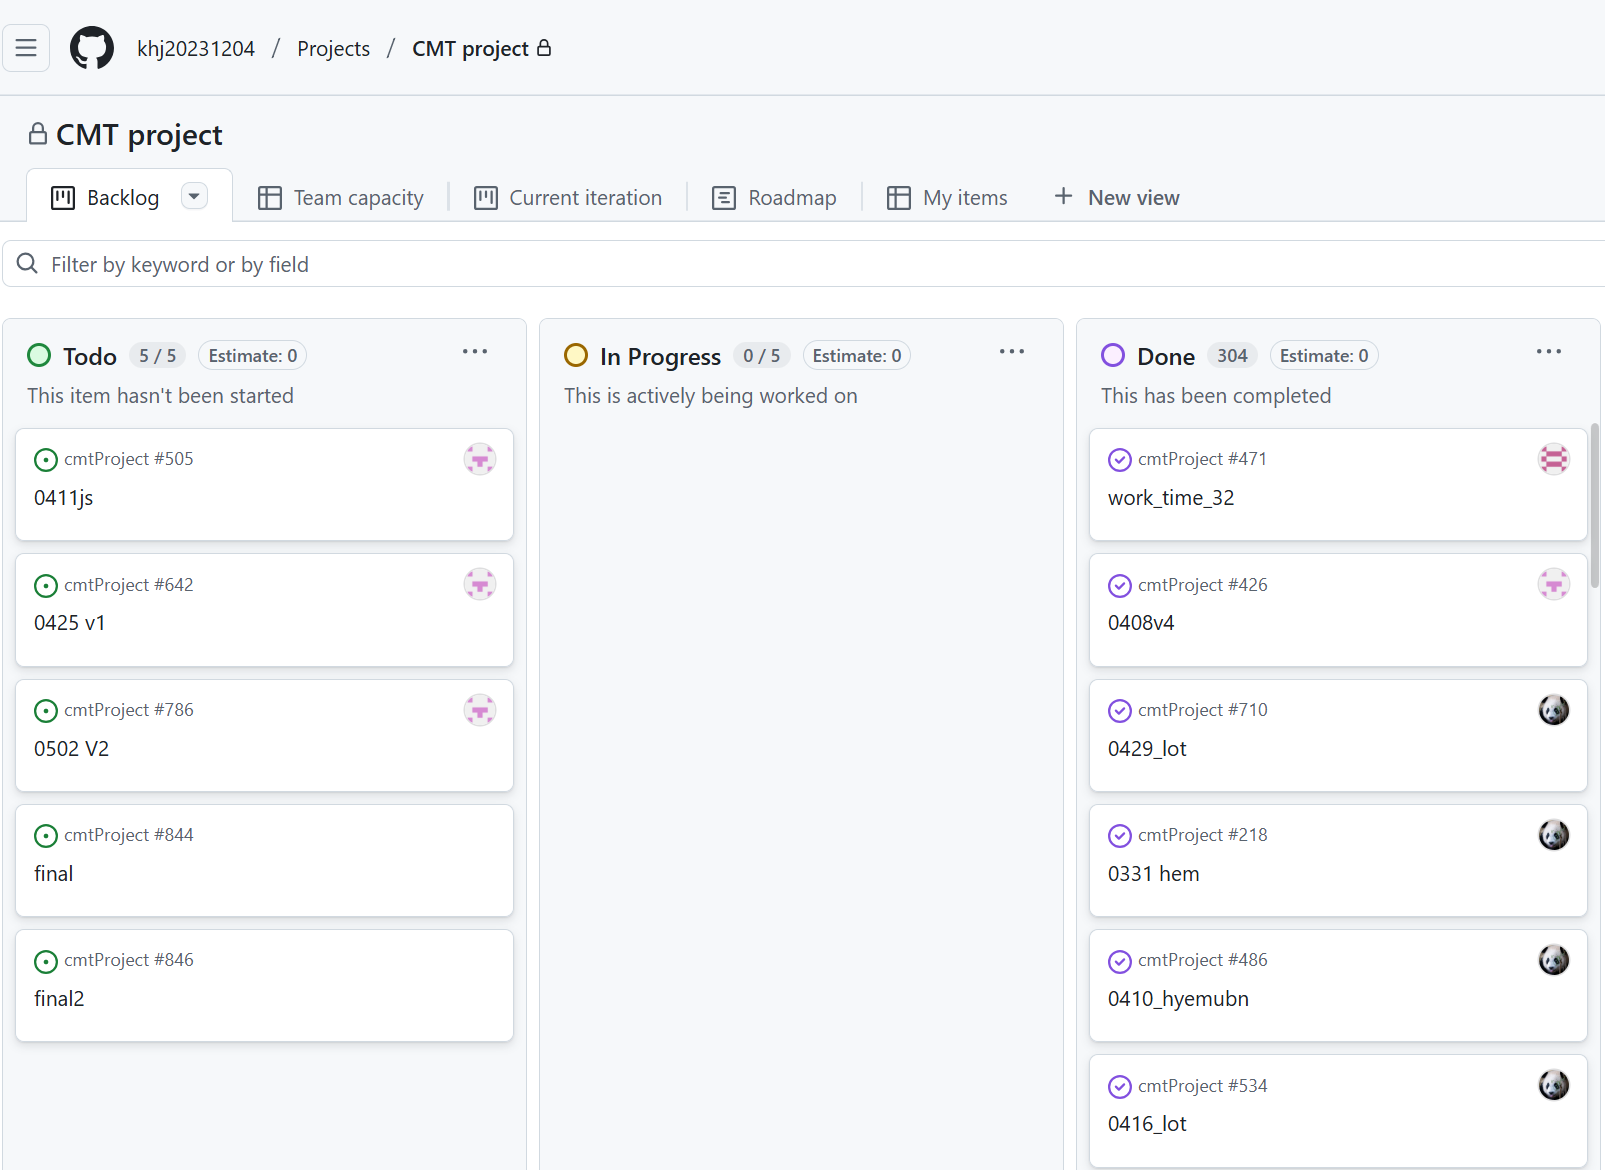 khj20231204 / Projects / CMT project
CMT project
Backlog Team capacity Current iteration Roadmap My items + New view
Filter by keyword or by field
Todo 5 / 5 Estimate: 0 ...
This item hasn't been started
cmtProject #505
0411js
cmtProject #642
0425 v1
cmtProject #786
0502 V2
cmtProject #844
final
cmtProject #846
final2
In Progress 0 / 5 Estimate: 0 ...
This is actively being worked on
Done 304 Estimate: 0 ...
This has been completed
cmtProject #471
work_time_32
cmtProject #426
0408v4
cmtProject #710
0429_lot
cmtProject #218
0331 hem
cmtProject #486
0410_hyemubn
cmtProject #534
0416_lot